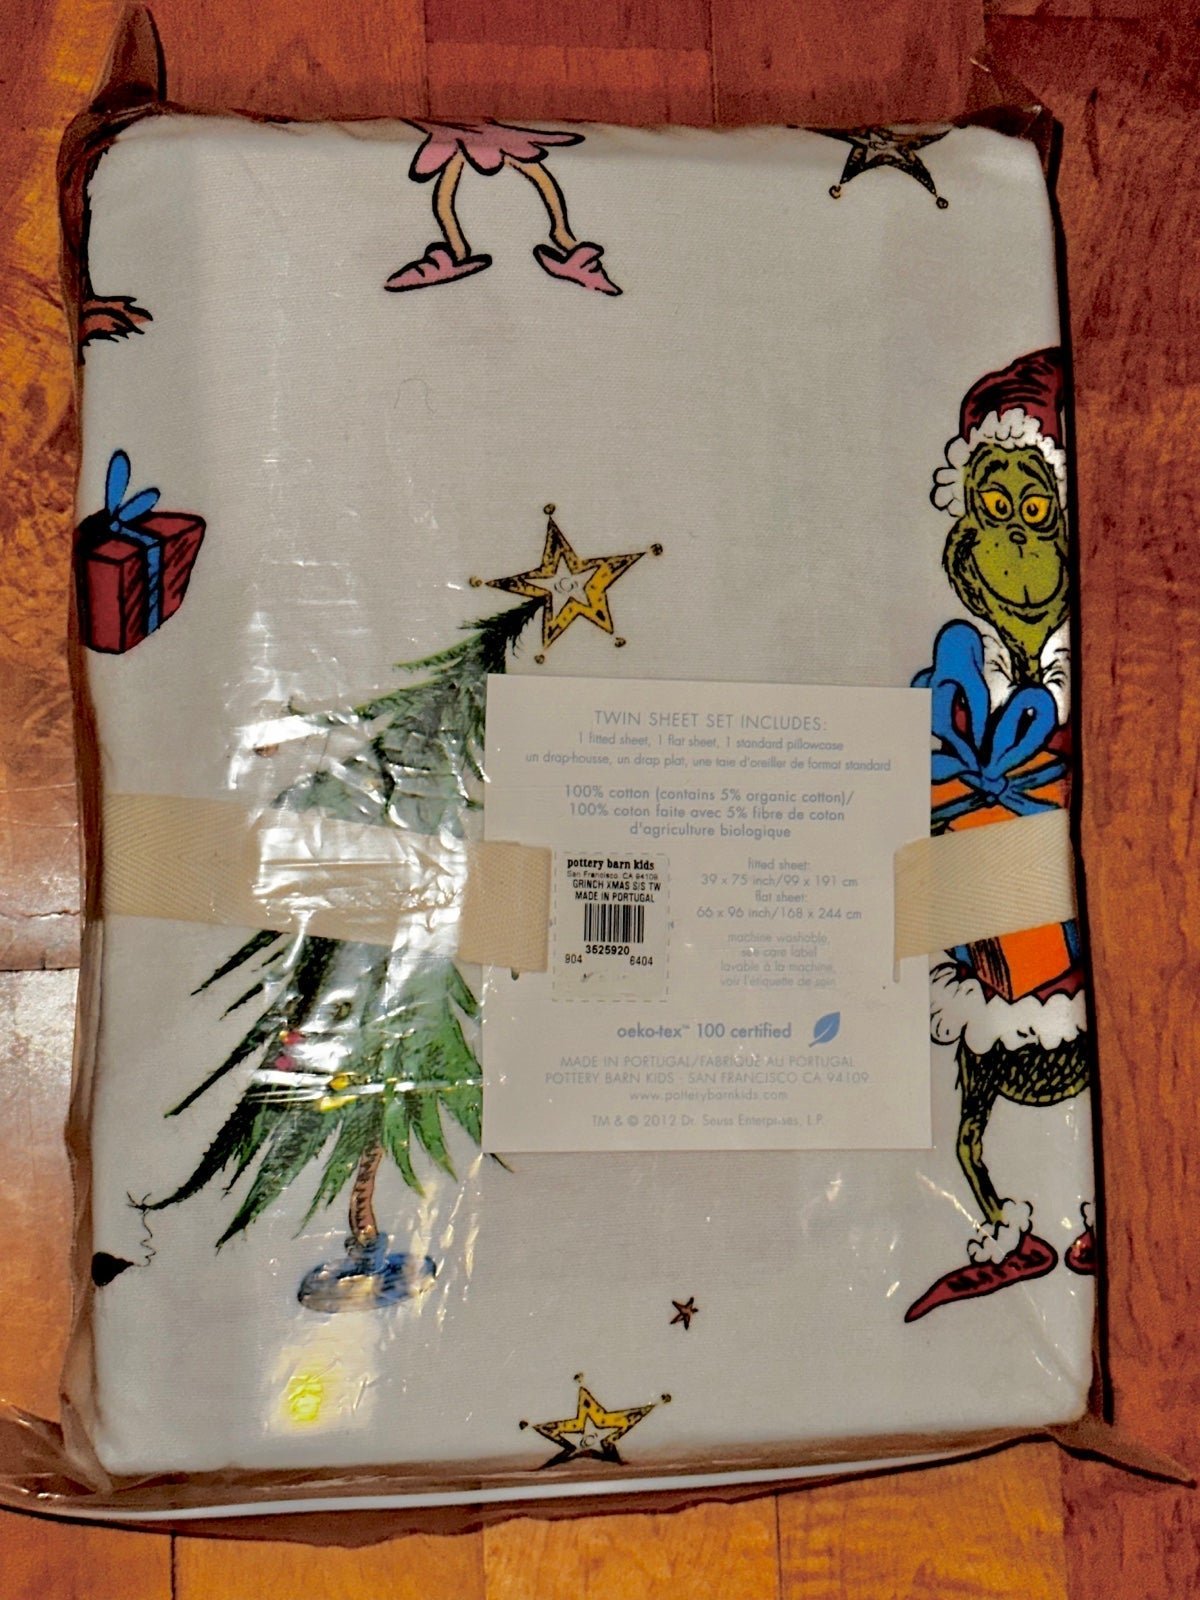 TWIN SHEET SET INCLUDES:
1 fitted sheet, 1 flat sheet, 1 standard pillowcase
un drap-housse, un drap plat, une taie d'oreiller de format standard
100% cotton (contains 5% organic cotton)/
100% coton faite avec 5% fibre de coton
d'agriculture biologique
pottery barn kids
San Francisco, CA 94109
GRINCH XMAS S/S TW
MADE IN PORTUGAL
3625920
904 6404
fitted sheet:
39 x 75 inch/99 x 191 cm
flat sheet:
66 x 96 inch/168 x 244 cm
machine washable,
see care label
lavable à la machine,
voir l'étiquette de soin
oeko-tex™ 100 certified
MADE IN PORTUGAL/FABRIQUÉ AU PORTUGAL
POTTERY BARN KIDS - SAN FRANCISCO CA 94109
www.potterybarnkids.com
TM & © 2012 Dr. Seuss Enterprises, L.P.